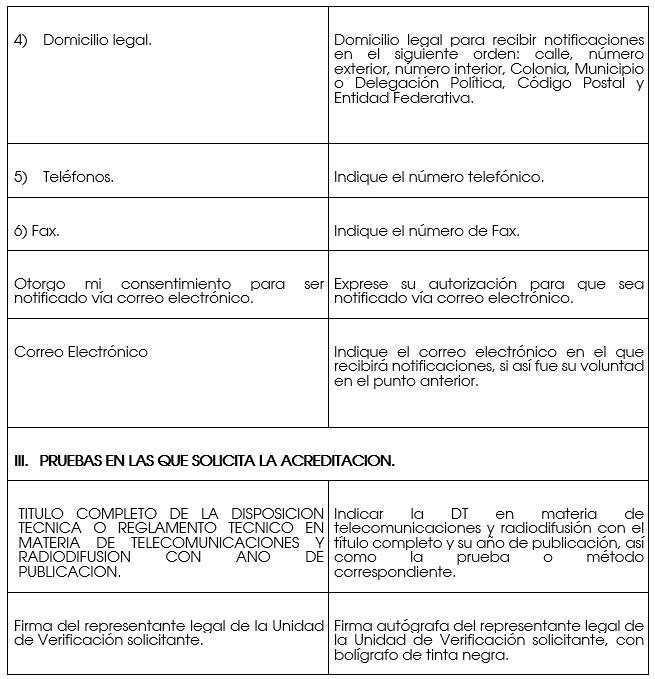 4) Domicilio legal.
Domicilio legal para recibir notificaciones
en el siguiente orden: calle, número
exterior, número interior, Colonia, Municipio
o Delegación Política, Código Postal y
Entidad Federativa.
5) Teléfonos.
Indique el número telefónico.
6) Fax.
Indique el número de Fax.
Otorgo mi consentimiento para ser
notificado vía correo electrónico.
Exprese su autorización para que sea
notificado vía correo electrónico.
Correo Electrónico
Indique el correo electrónico en el que
recibirá notificaciones, si así fue su voluntad
en el punto anterior.
III. PRUEBAS EN LAS QUE SOLICITA LA ACREDITACION.
TITULO COMPLETO DE LA DISPOSICION
TECNICA O REGLAMENTO TECNICO EN
MATERIA DE TELECOMUNICACIONES Y
RADIODIFUSION CON AÑO DE
PUBLICACION.
Indicar la DT en materia de
telecomunicaciones y radiodifusión con el
título completo y su año de publicación, así
como la prueba o método
correspondiente.
Firma del representante legal de la Unidad
de Verificación solicitante.
Firma autógrafa del representante legal de
la Unidad de Verificación solicitante, con
bolígrafo de tinta negra.